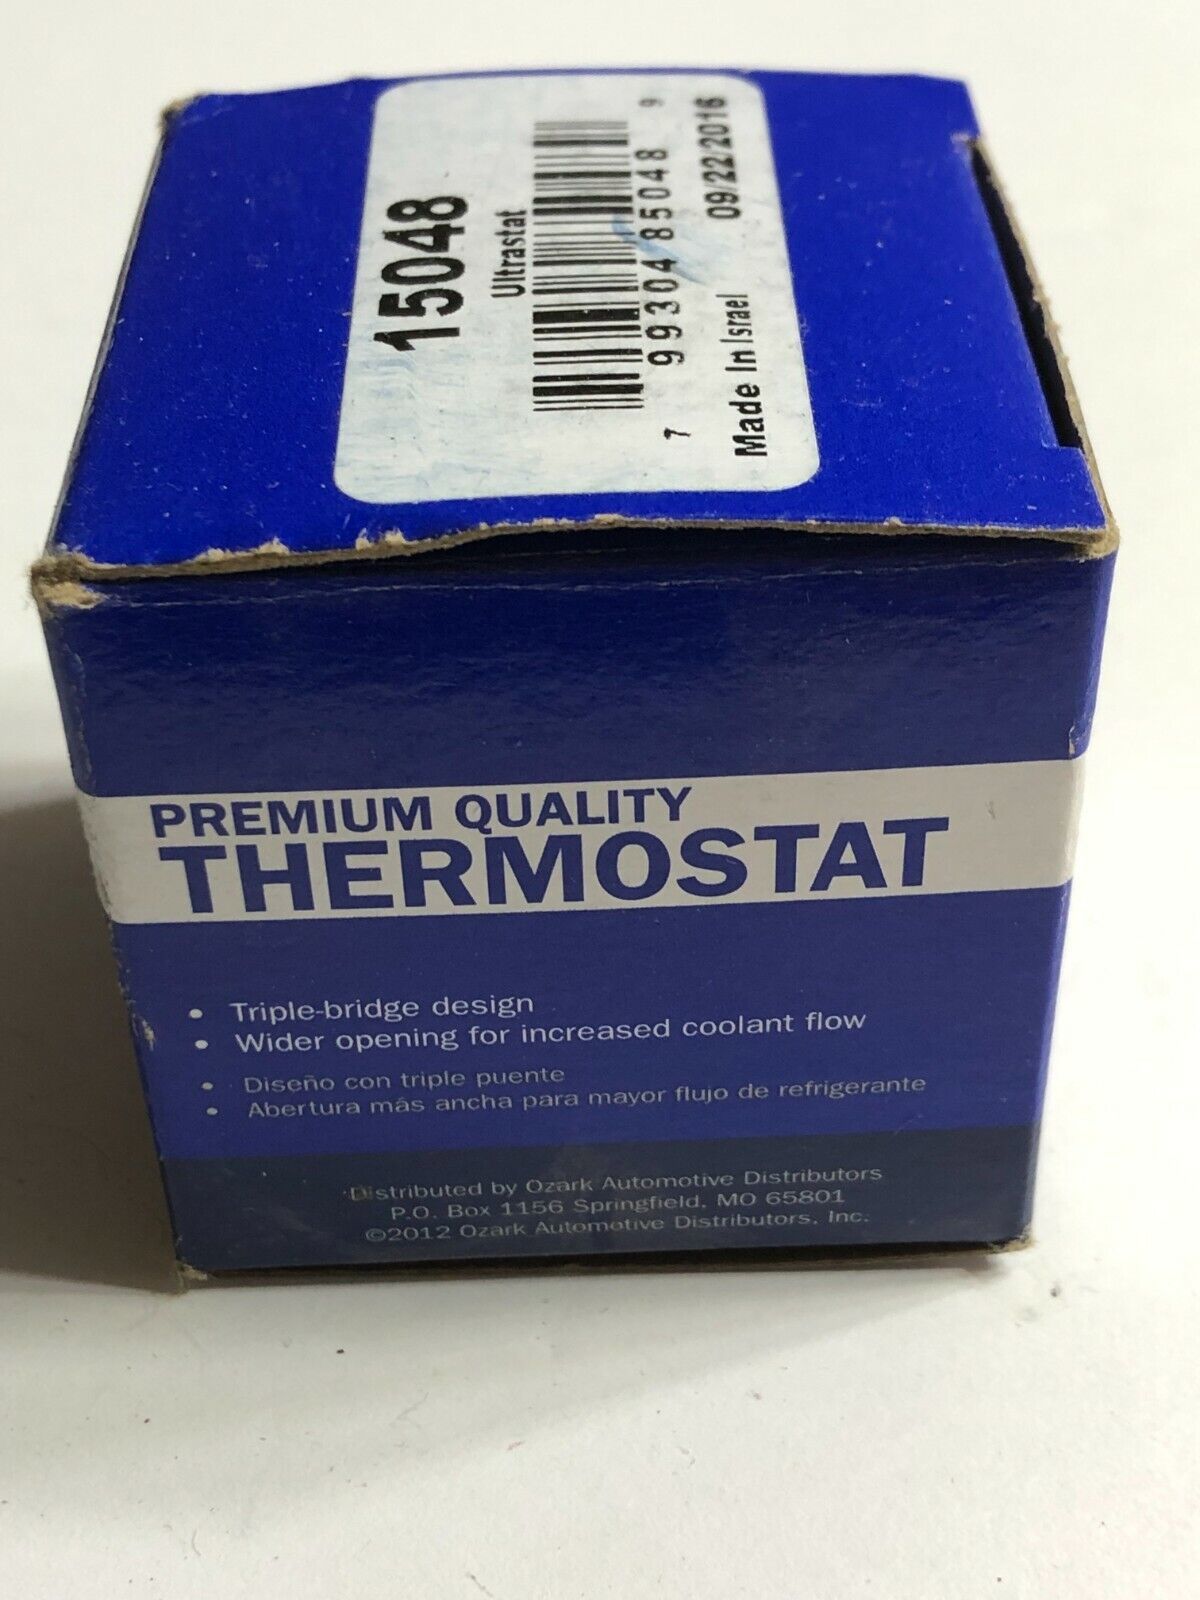 15048
Ultrastat
7 99304 85048 9
Made In Israel 09/22/2016
PREMIUM QUALITY
THERMOSTAT
• Triple-bridge design
• Wider opening for increased coolant flow
• Diseño con triple puente
• Abertura más ancha para mayor flujo de refrigerante
Distributed by Ozark Automotive Distributors
P.O. Box 1156 Springfield, MO 65801
©2012 Ozark Automotive Distributors, Inc.